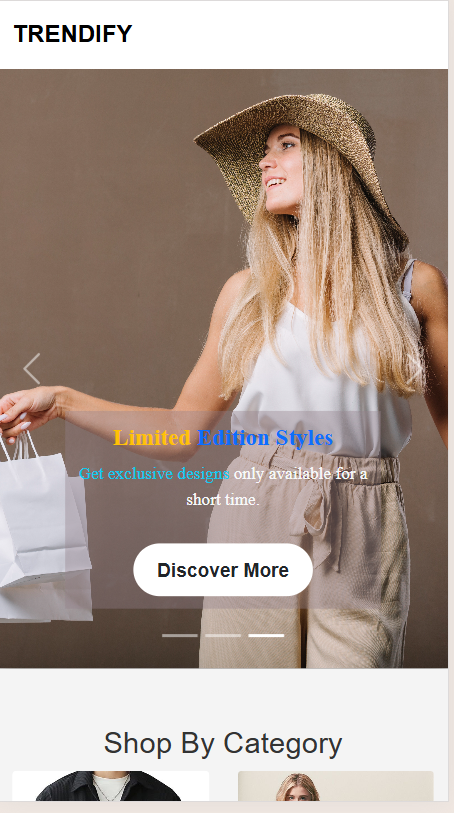 TRENDIFY
Limited Edition Styles
Get exclusive designs only available for a
short time.
Discover More
Shop By Category